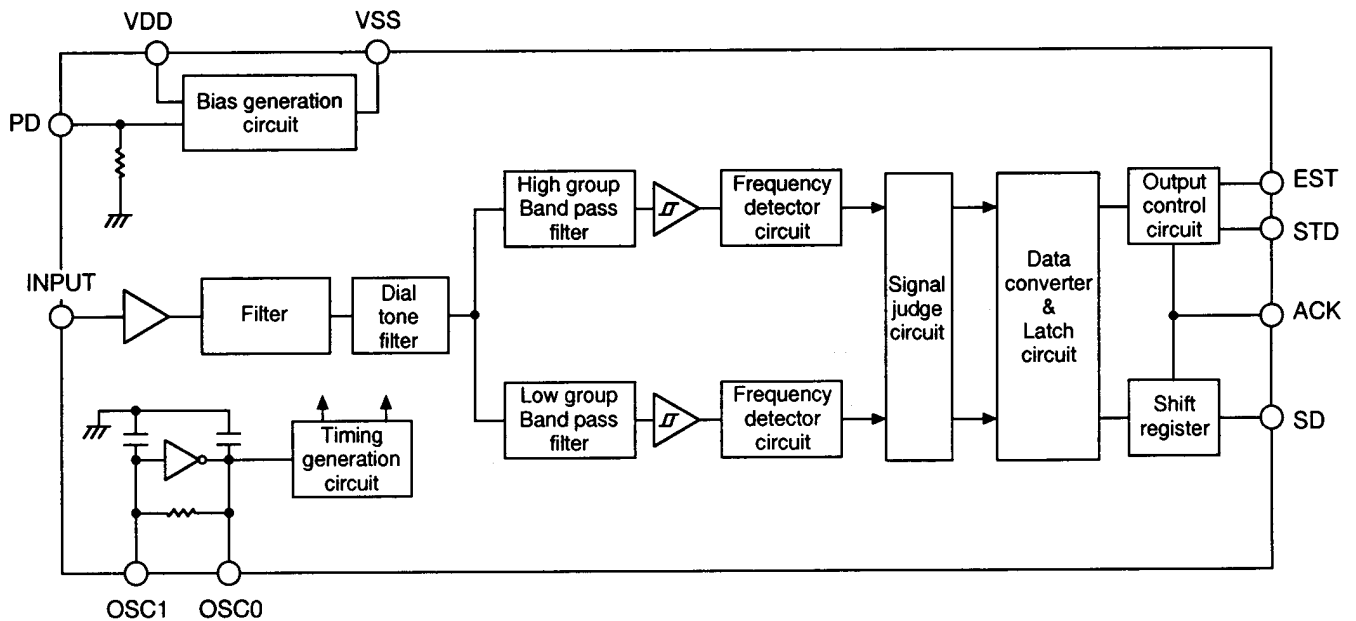 VDD
VSS
PD
Bias generation
circuit
High group
Band pass
filter
Frequency
detector
circuit
Output
control
circuit
EST
STD
INPUT
Filter
Dial
tone
filter
Signal
judge
circuit
Data
converter
&
Latch
circuit
ACK
Low group
Band pass
filter
Frequency
detector
circuit
Shift
register
SD
Timing
generation
circuit
OSC1
OSC0